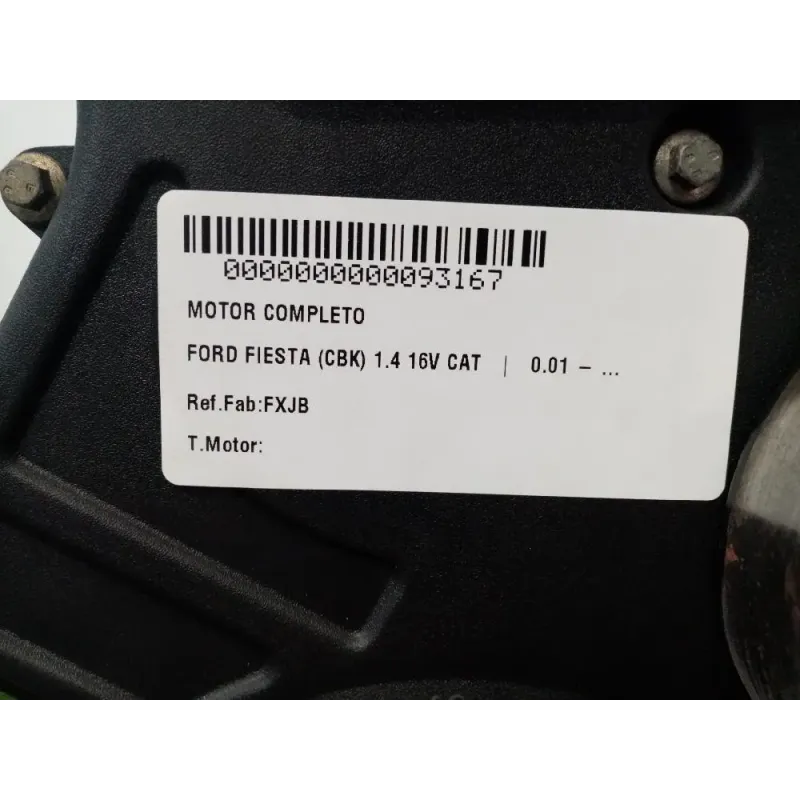 0000000000093167
MOTOR COMPLETO
FORD FIESTA (CBK) 1.4 16V CAT | 0.01 – ...
Ref.Fab:FXJB
T.Motor: